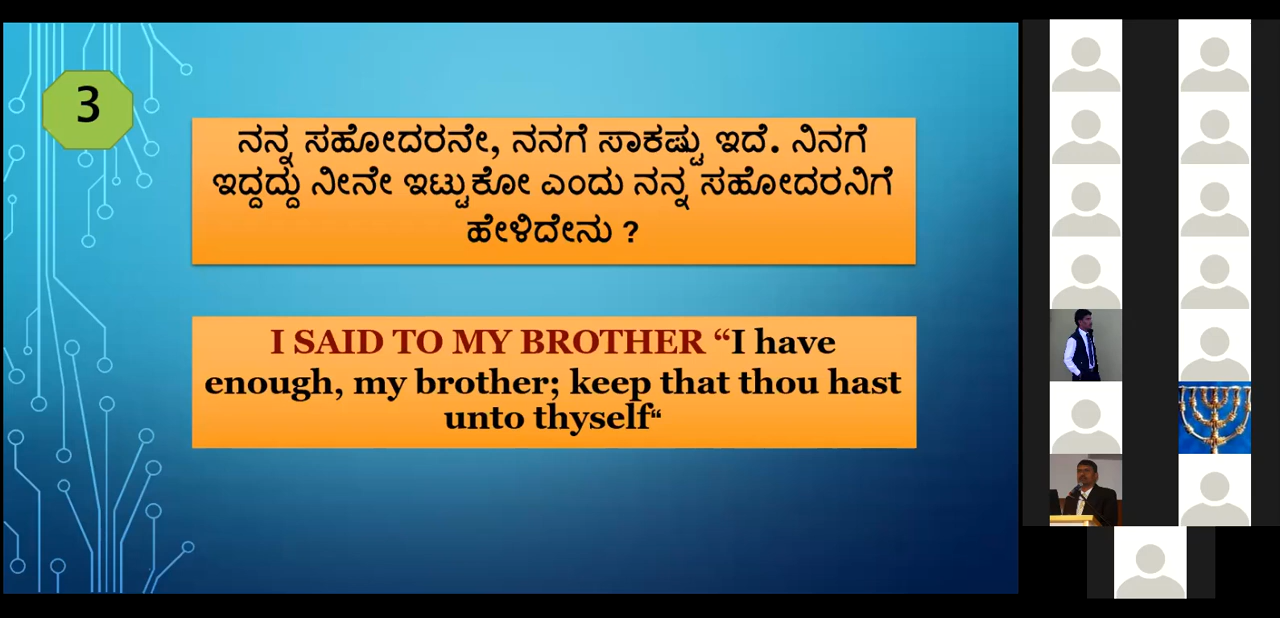 3
ನನ್ನ ಸಹೋದರನೇ, ನನಗೆ ಸಾಕಷ್ಟು ಇದೆ. ನಿನಗೆ
ಇದ್ದದ್ದು ನೀನೇ ಇಟ್ಟುಕೋ ಎಂದು ನನ್ನ ಸಹೋದರನಿಗೆ
ಹೇಳಿದೇನು ?
I SAID TO MY BROTHER “I have
enough, my brother; keep that thou hast
unto thyself“